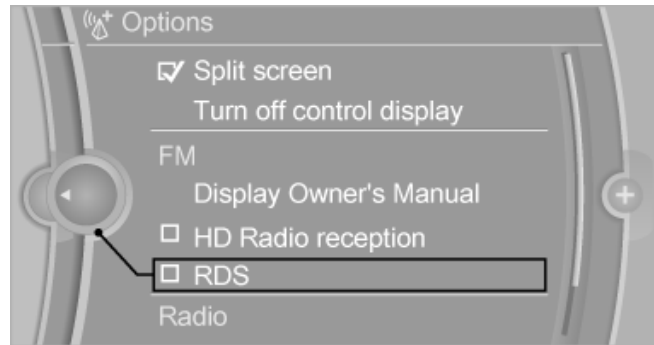 Options
Split screen
Turn off control display
FM
Display Owner's Manual
HD Radio reception
RDS
Radio